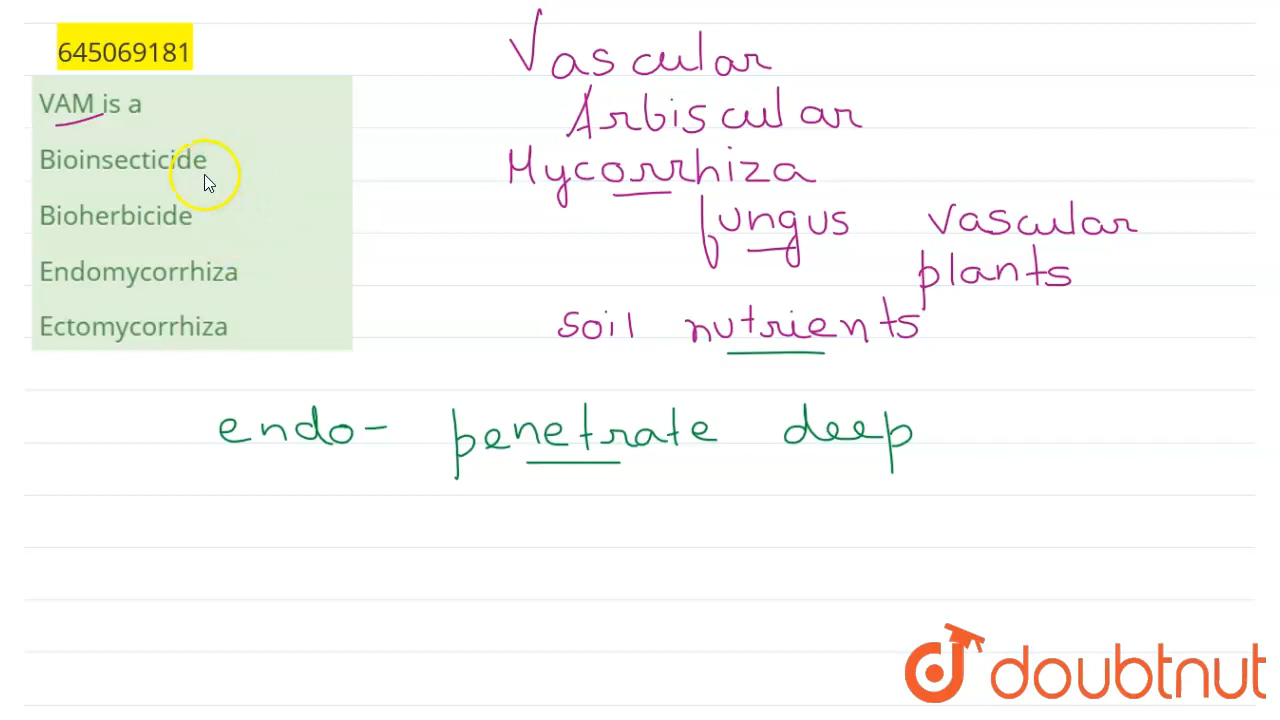 645069181
VAM is a
Bioinsecticide
Bioherbicide
Endomycorrhiza
Ectomycorrhiza
Vascular
Arbiscular
Mycorrhiza
fungus vascular
plants
soil nutrients
endo- penetrate deep
doubtnut